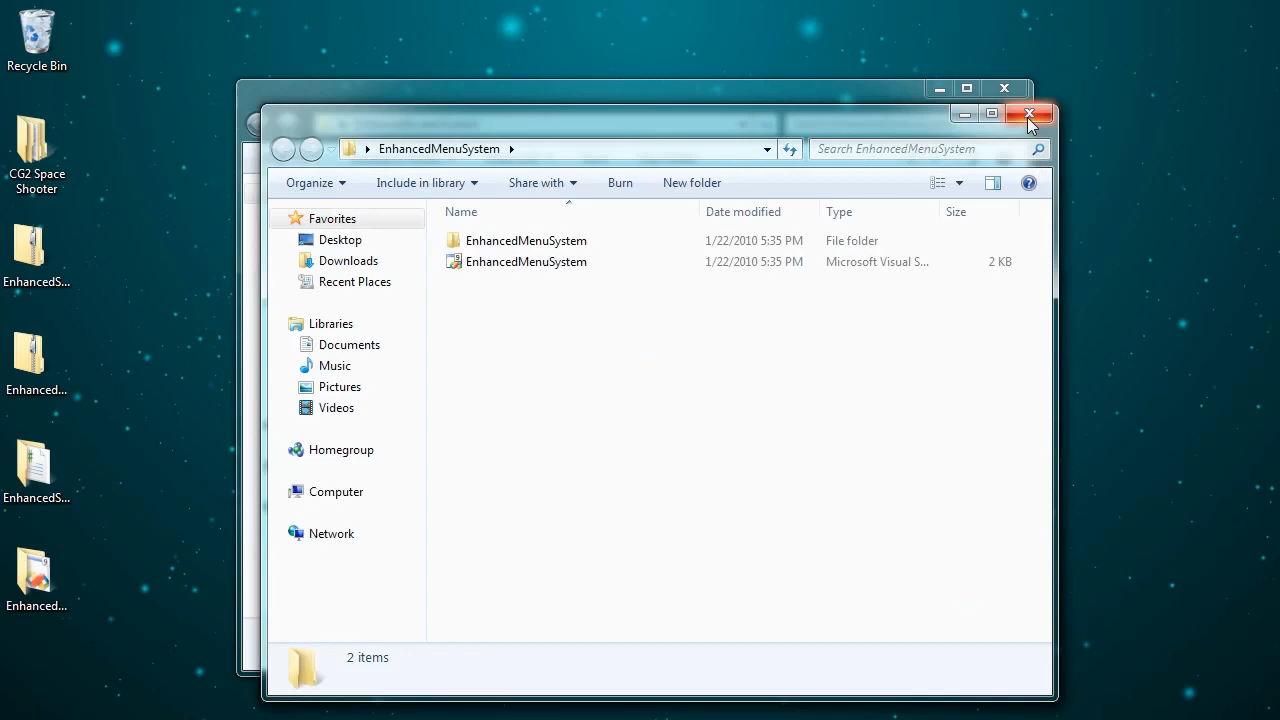 Recycle Bin
CG2 Space
Shooter
EnhancedS...
Enhanced...
EnhancedS...
Enhanced...
EnhancedMenuSystem
Search EnhancedMenuSystem
Organize
Include in library
Share with
Burn
New folder
Favorites
Desktop
Downloads
Recent Places
Libraries
Documents
Music
Pictures
Videos
Homegroup
Computer
Network
Name Date modified Type Size
EnhancedMenuSystem 1/22/2010 5:35 PM File folder
EnhancedMenuSystem 1/22/2010 5:35 PM Microsoft Visual S... 2 KB
2 items